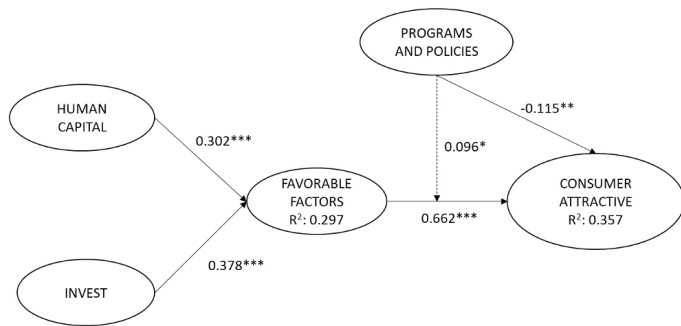 PROGRAMS
AND POLICIES
HUMAN
CAPITAL
0.302***
-0.115**
0.096*
FAVORABLE
FACTORS
R²: 0.297
0.662***
CONSUMER
ATTRACTIVE
R²: 0.357
0.378***
INVEST